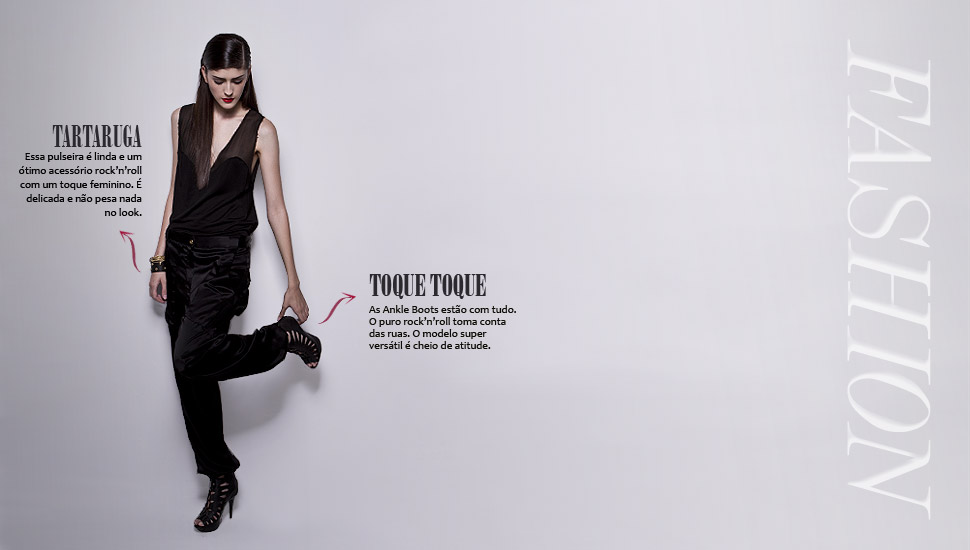 TARTARUGA
Essa pulseira é linda e um
ótimo acessório rock'n'roll
com um toque feminino. É
delicada e não pesa nada
no look.
TOQUE TOQUE
As Ankle Boots estão com tudo.
O puro rock'n'roll toma conta
das ruas. O modelo super
versátil é cheio de atitude.
FASHION